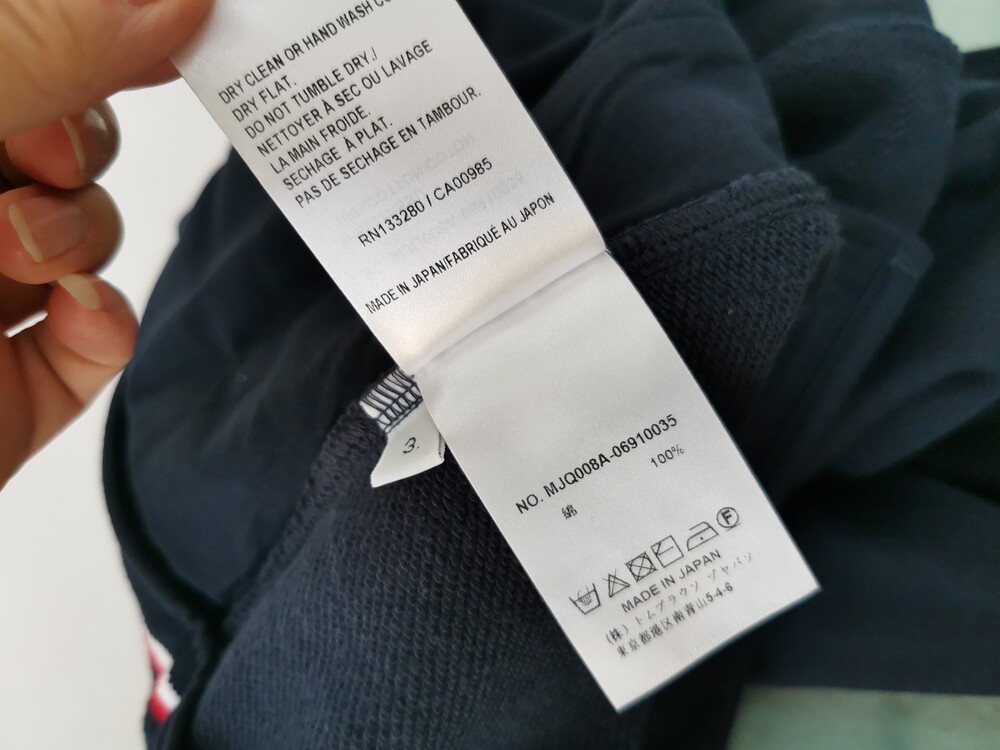 DRY CLEAN OR HAND WASH
DRY FLAT.
DO NOT TUMBLE DRY./
NETTOYER À SEC OU LAVAGE
LA MAIN FROIDE.
SECHAGE À PLAT.
PAS DE SECHAGE EN TAMBOUR.
RN133280 / CA00985
MADE IN JAPAN/FABRIQUÉ AU JAPON
3.
NO. MJQ008A-06910035
綿 100%
F
MADE IN JAPAN
(株) トムブラウン ジャパン
東京都港区南青山5-4-6